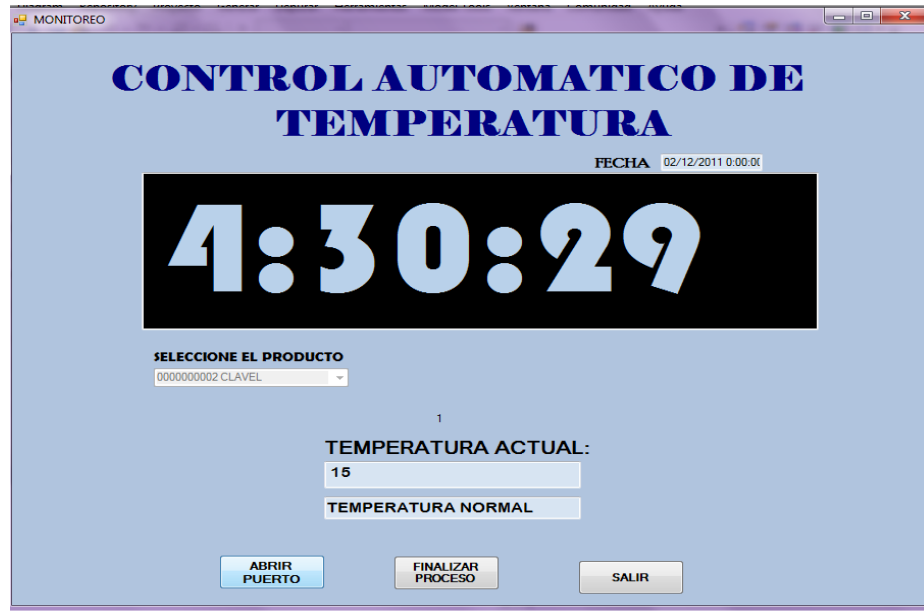 MONITOREO
CONTROL AUTOMATICO DE
TEMPERATURA
FECHA 02/12/2011 0:00:00
4:30:29
SELECCIONE EL PRODUCTO
0000000002 CLAVEL
1
TEMPERATURA ACTUAL:
15
TEMPERATURA NORMAL
ABRIR
PUERTO
FINALIZAR
PROCESO
SALIR